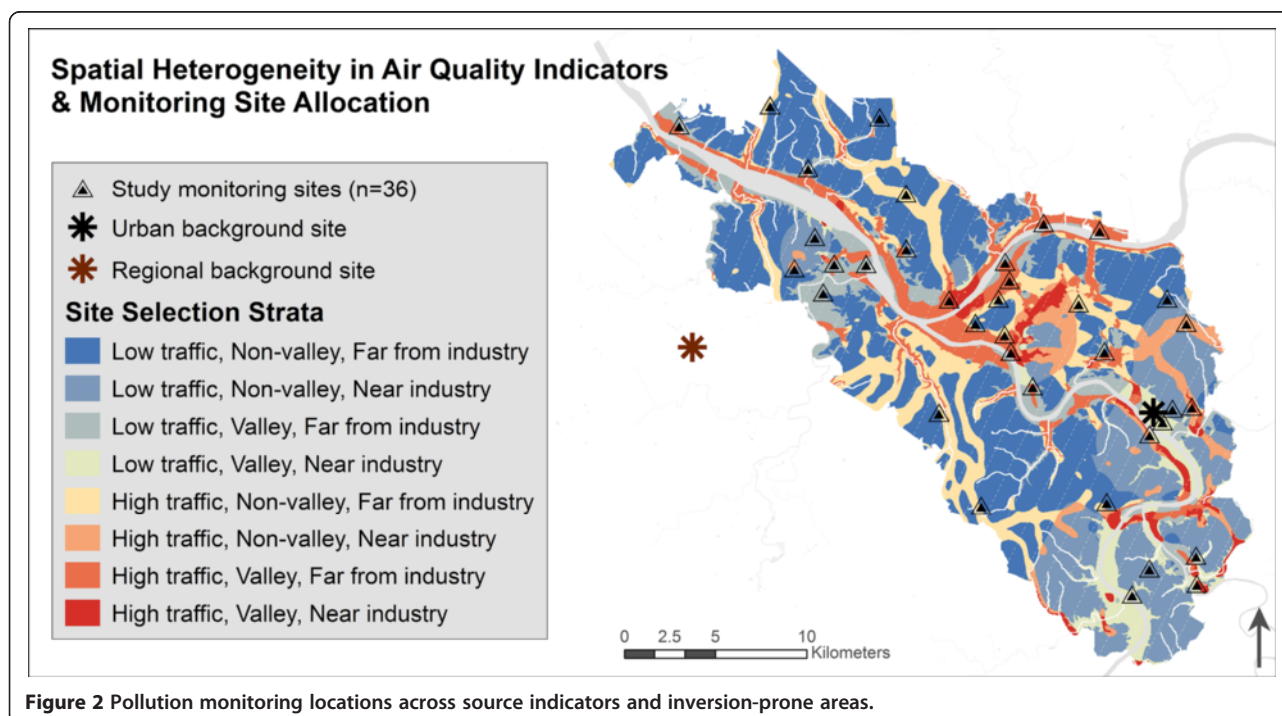 Spatial Heterogeneity in Air Quality Indicators
& Monitoring Site Allocation
Study monitoring sites (n=36)
Urban background site
Regional background site
Site Selection Strata
Low traffic, Non-valley, Far from industry
Low traffic, Non-valley, Near industry
Low traffic, Valley, Far from industry
Low traffic, Valley, Near industry
High traffic, Non-valley, Far from industry
High traffic, Non-valley, Near industry
High traffic, Valley, Far from industry
High traffic, Valley, Near industry
0 2.5 5 10
Kilometers
Figure 2 Pollution monitoring locations across source indicators and inversion-prone areas.